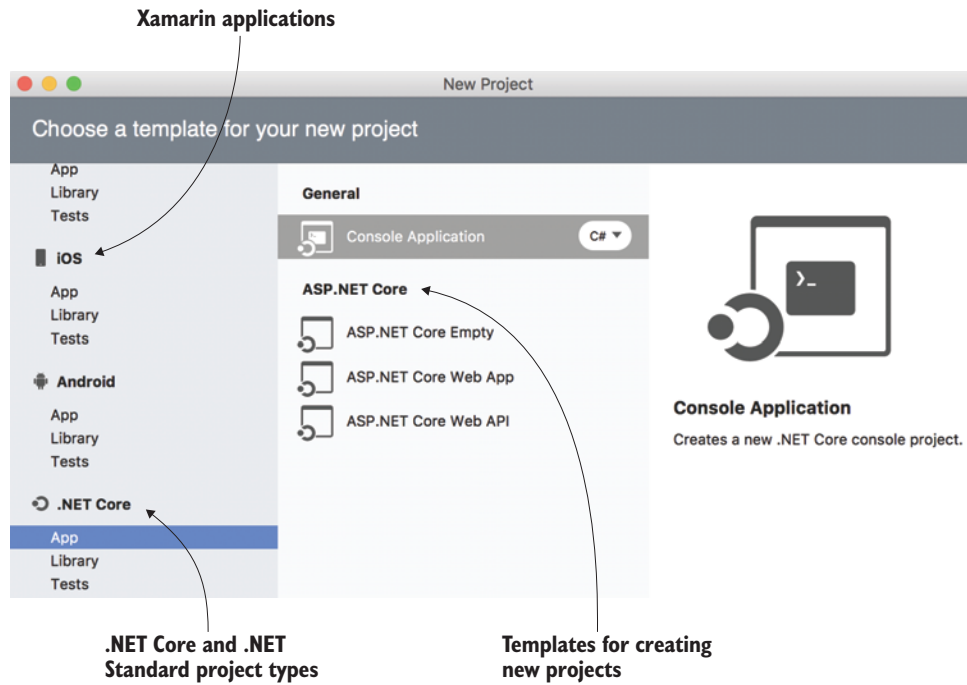 Xamarin applications
New Project
Choose a template for your new project
App
Library
Tests
iOS
App
Library
Tests
Android
App
Library
Tests
.NET Core
App
Library
Tests
General
Console Application
C#
ASP.NET Core
ASP.NET Core Empty
ASP.NET Core Web App
ASP.NET Core Web API
>_
Console Application
Creates a new .NET Core console project.
.NET Core and .NET
Standard project types
Templates for creating
new projects